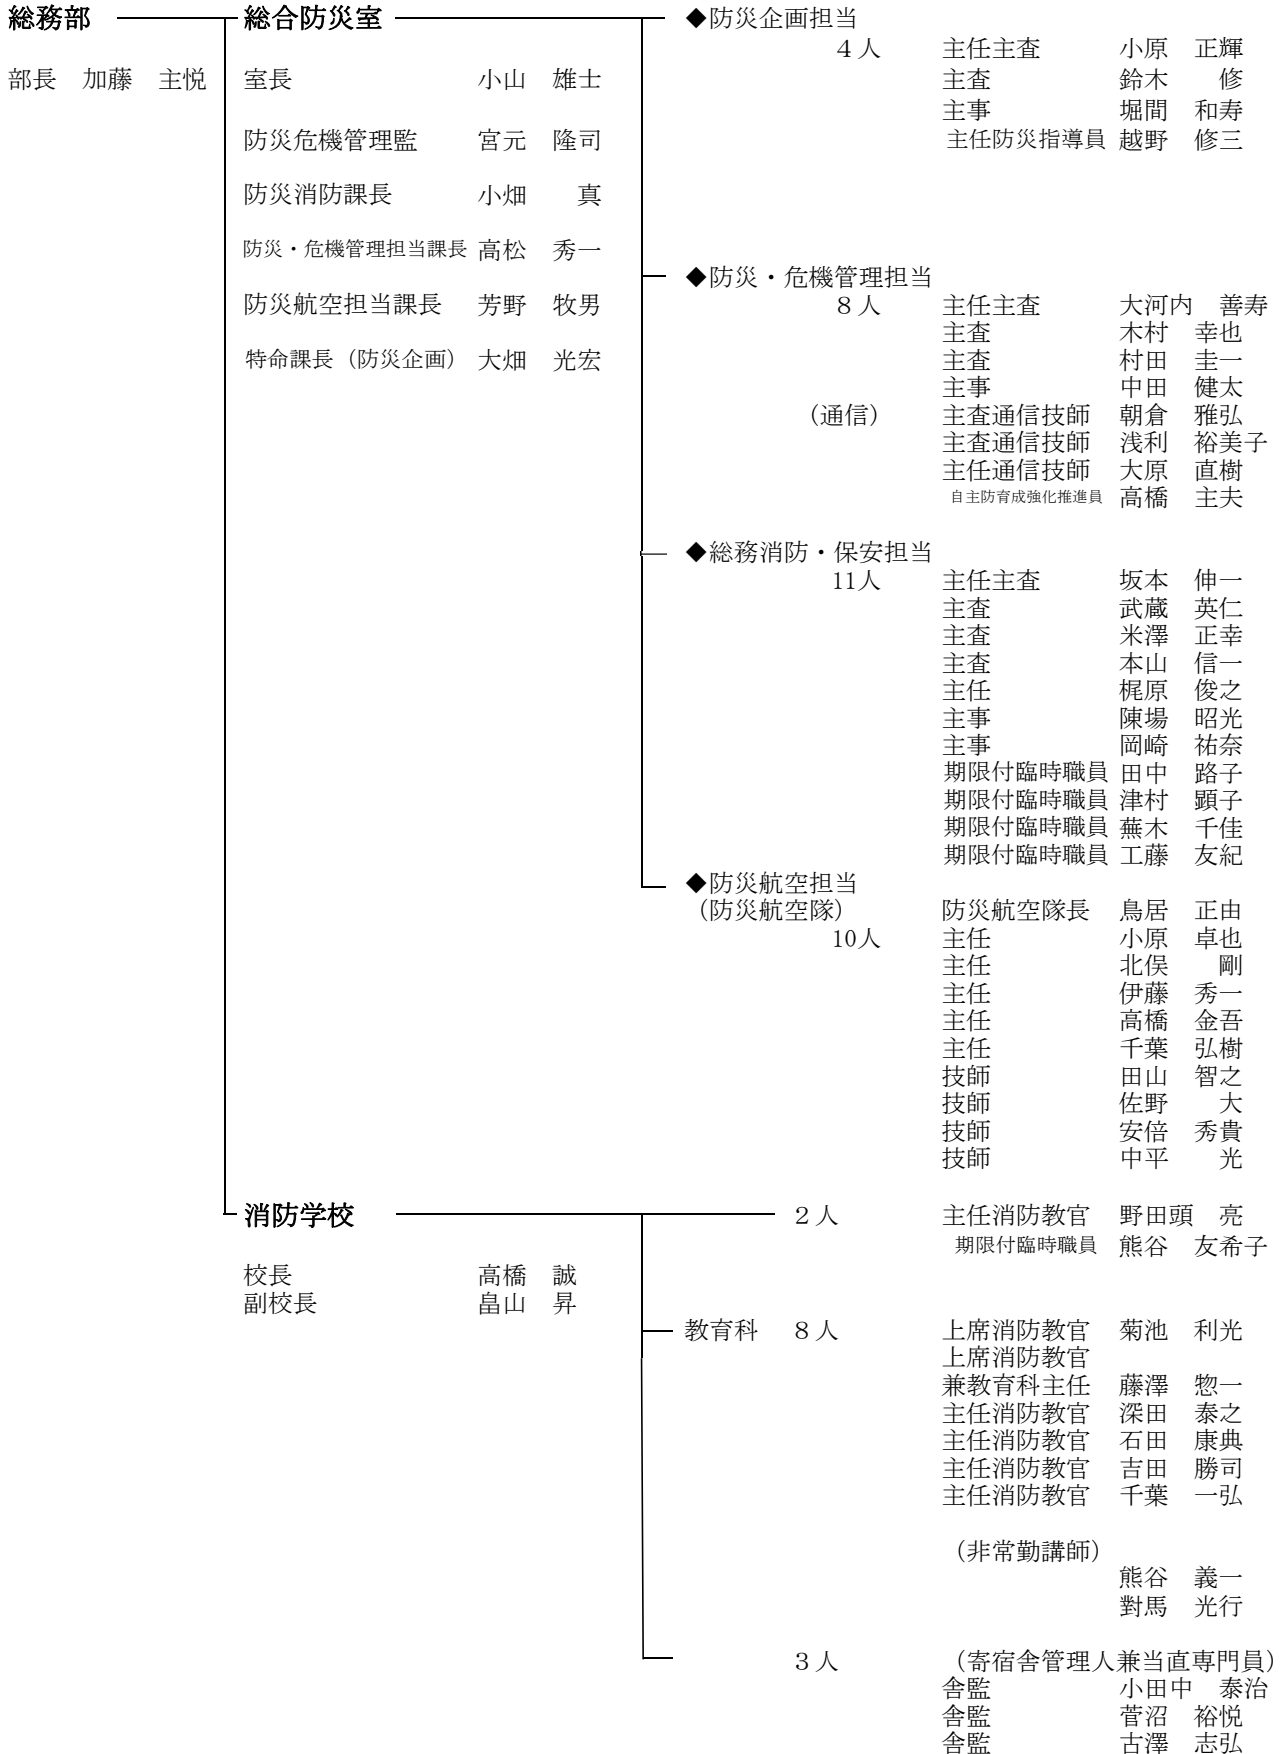 総務部　総合防災室　◆防災企画担当
４人　主任主査　小原　正輝
部長　加藤　主悦　室長　小山　雄士　主査　鈴木　　修
主事　堀間　和寿
防災危機管理監　宮元　隆司　主任防災指導員　越野　修三
防災消防課長　小畑　　真
防災・危機管理担当課長　高松　秀一
◆防災・危機管理担当
防災航空担当課長　芳野　牧男　８人　主任主査　大河内　善寿
主査　木村　幸也
特命課長（防災企画）　大畑　光宏　主査　村田　圭一
主事　中田　健太
（通信）　主査通信技師　朝倉　雅弘
主査通信技師　浅利　裕美子
主任通信技師　大原　直樹
自主防育成強化推進員　高橋　主夫
◆総務消防・保安担当
11人　主任主査　坂本　伸一
主査　武蔵　英仁
主査　米澤　正幸
主査　本山　信一
主任　梶原　俊之
主事　陳場　昭光
主事　岡崎　祐奈
期限付臨時職員　田中　路子
期限付臨時職員　津村　顕子
期限付臨時職員　蕪木　千佳
期限付臨時職員　工藤　友紀
◆防災航空担当
（防災航空隊）　防災航空隊長　鳥居　正由
10人　主任　小原　卓也
主任　北俣　　剛
主任　伊藤　秀一
主任　高橋　金吾
主任　千葉　弘樹
技師　田山　智之
技師　佐野　　大
技師　安倍　秀貴
技師　中平　　光
消防学校　２人　主任消防教官　野田頭　亮
期限付臨時職員　熊谷　友希子
校長　高橋　誠
副校長　畠山　昇
教育科　８人　上席消防教官　菊池　利光
上席消防教官
兼教育科主任　藤澤　惣一
主任消防教官　深田　泰之
主任消防教官　石田　康典
主任消防教官　吉田　勝司
主任消防教官　千葉　一弘
（非常勤講師）
熊谷　義一
對馬　光行
３人　（寄宿舎管理人兼当直専門員）
舎監　小田中　泰治
舎監　菅沼　裕悦
舎監　古澤　志弘